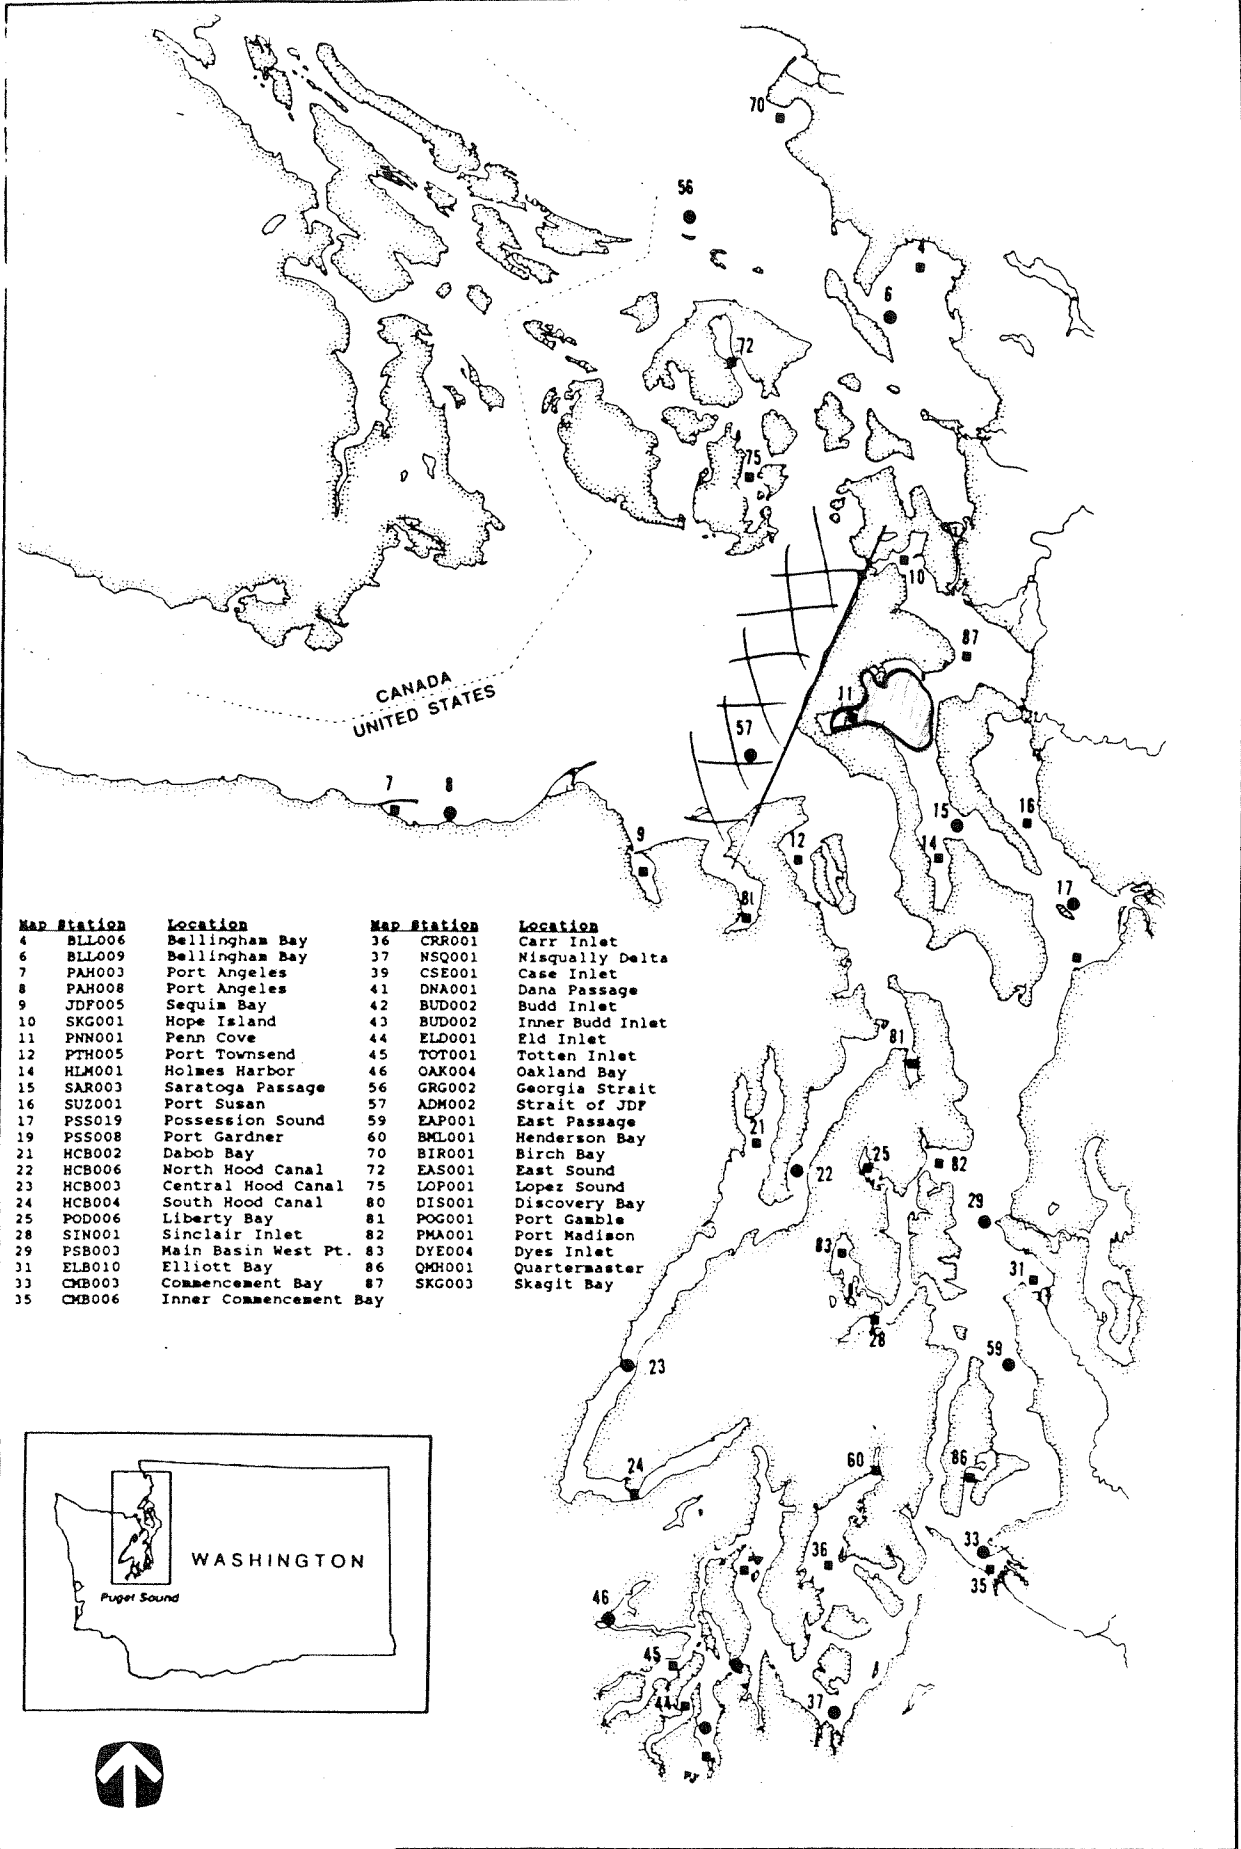 70
56
4
6
72
75
10
87
11
CANADA
UNITED STATES
57
7
8
9
12
15
16
14
17
81
Map Station Location Map Station Location
4 BLL006 Bellingham Bay 36 CRR001 Carr Inlet
6 BLL009 Bellingham Bay 37 NSQ001 Nisqually Delta
7 PAH003 Port Angeles 39 CSE001 Case Inlet
8 PAH008 Port Angeles 41 DNA001 Dana Passage
9 JDF005 Sequim Bay 42 BUD002 Budd Inlet
10 SKG001 Hope Island 43 BUD002 Inner Budd Inlet
11 PNN001 Penn Cove 44 ELD001 Eld Inlet
12 PTH005 Port Townsend 45 TOT001 Totten Inlet
14 HLM001 Holmes Harbor 46 OAK004 Oakland Bay
15 SAR003 Saratoga Passage 56 GRG002 Georgia Strait
16 SUZ001 Port Susan 57 ADM002 Strait of JDF
17 PSS019 Possession Sound 59 EAP001 East Passage
19 PSS008 Port Gardner 60 BML001 Henderson Bay
21 HCB002 Dabob Bay 70 BIR001 Birch Bay
22 HCB006 North Hood Canal 72 EAS001 East Sound
23 HCB003 Central Hood Canal 75 LOP001 Lopez Sound
24 HCB004 South Hood Canal 80 DIS001 Discovery Bay
25 POD006 Liberty Bay 81 POG001 Port Gamble
28 SIN001 Sinclair Inlet 82 PMA001 Port Madison
29 PSB003 Main Basin West Pt. 83 DYE004 Dyes Inlet
31 ELB010 Elliott Bay 86 QMH001 Quartermaster
33 CMB003 Commencement Bay 87 SKG003 Skagit Bay
35 CMB006 Inner Commencement Bay
81
21
22
25
82
29
83
31
28
59
23
24
60
86
33
35
36
46
45
44
37
WASHINGTON
Puget Sound